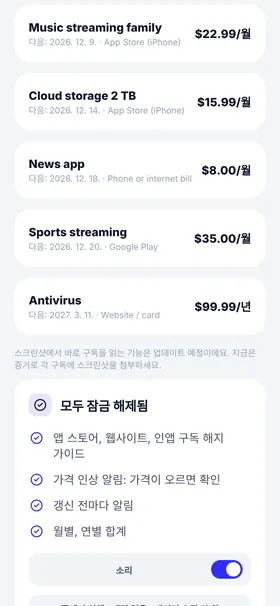 Music streaming family
$22.99/월
다음: 2026. 12. 9. · App Store (iPhone)
Cloud storage 2 TB
$15.99/월
다음: 2026. 12. 14. · App Store (iPhone)
News app
$8.00/월
다음: 2026. 12. 18. · Phone or internet bill
Sports streaming
$35.00/월
다음: 2026. 12. 20. · Google Play
Antivirus
$99.99/년
다음: 2027. 3. 11. · Website / card
스크린샷에서 바로 구독을 읽는 기능은 업데이트 예정이에요. 지금은
증거로 각 구독에 스크린샷을 첨부하세요.
모두 잠금 해제됨
앱 스토어, 웹사이트, 인앱 구독 해지
가이드
가격 인상 알림: 가격이 오르면 확인
갱신 전마다 알림
월별, 연별 합계
소리